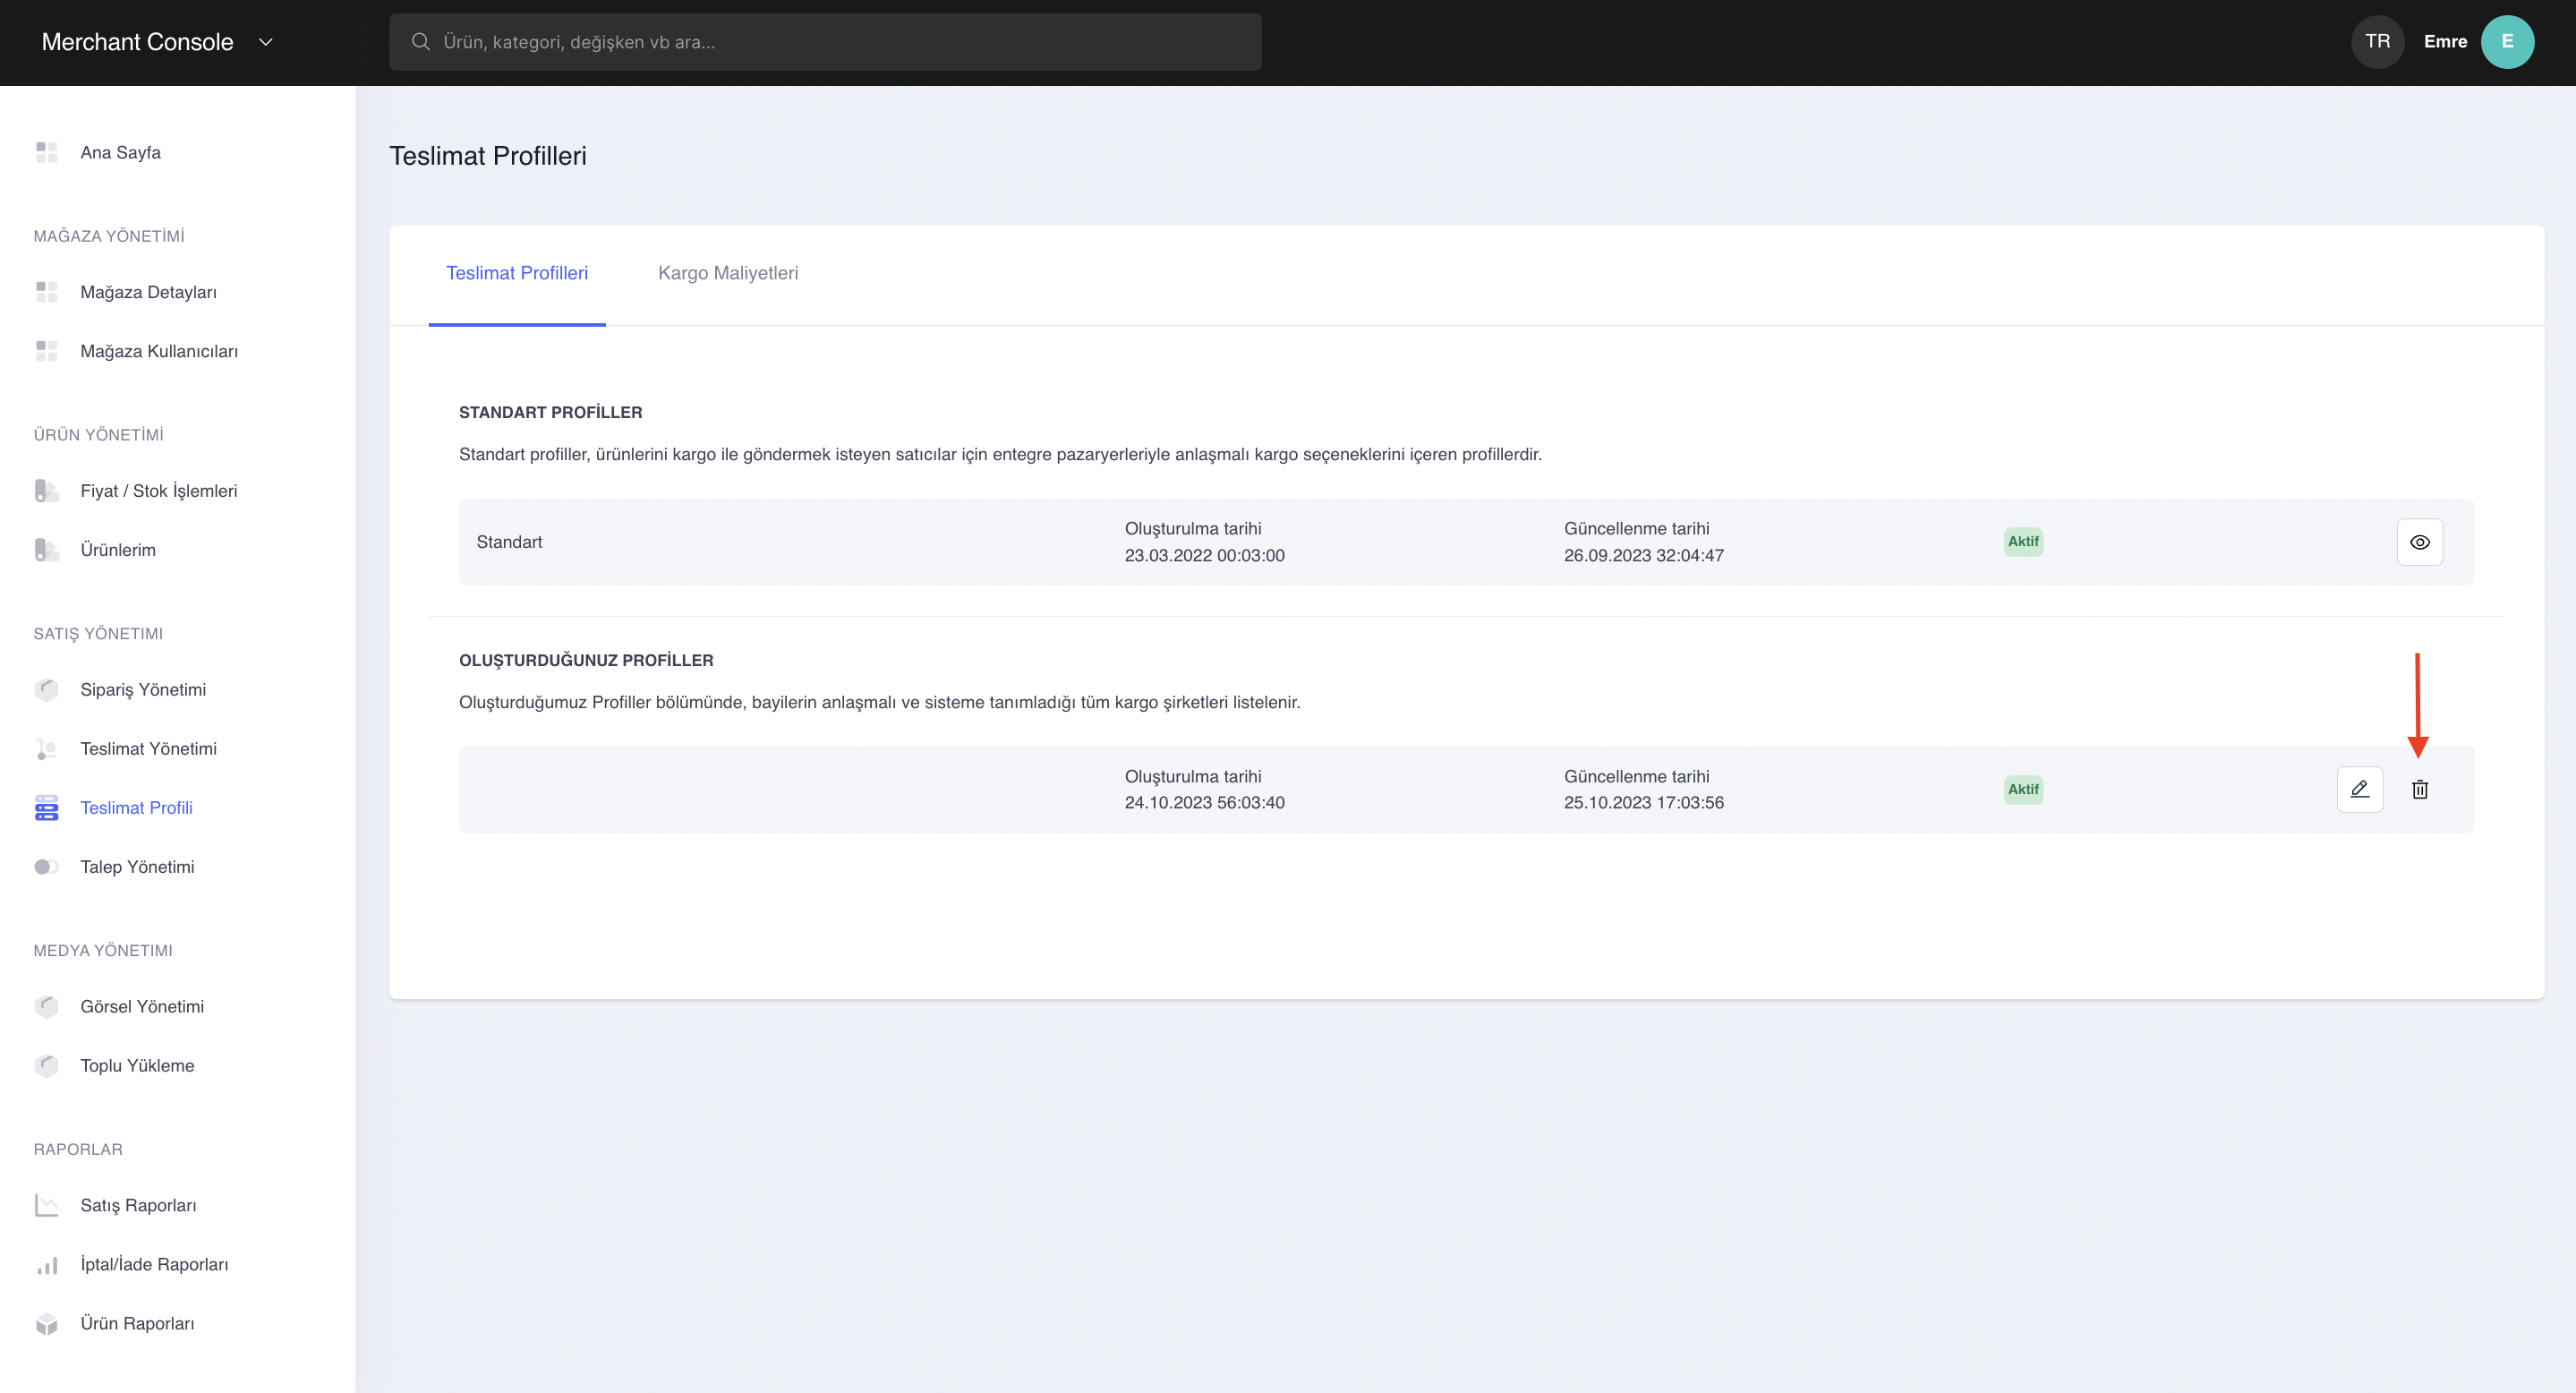 Merchant Console
Ürün, kategori, değişken vb ara...
TR
Emre
E
Ana Sayfa
MAĞAZA YÖNETİMİ
Mağaza Detayları
Mağaza Kullanıcıları
ÜRÜN YÖNETİMİ
Fiyat / Stok İşlemleri
Ürünlerim
SATIŞ YÖNETIMI
Sipariş Yönetimi
Teslimat Yönetimi
Teslimat Profili
Talep Yönetimi
MEDYA YÖNETIMI
Görsel Yönetimi
Toplu Yükleme
RAPORLAR
Satış Raporları
İptal/İade Raporları
Ürün Raporları
Teslimat Profilleri
Teslimat Profilleri
Kargo Maliyetleri
STANDART PROFİLLER
Standart profiller, ürünlerini kargo ile göndermek isteyen satıcılar için entegre pazaryerleriyle anlaşmalı kargo seçeneklerini içeren profillerdir.
Standart
Oluşturulma tarihi
23.03.2022 00:03:00
Güncellenme tarihi
26.09.2023 32:04:47
Aktif
OLUŞTURDUĞUNUZ PROFİLLER
Oluşturduğumuz Profiller bölümünde, bayilerin anlaşmalı ve sisteme tanımladığı tüm kargo şirketleri listelenir.
Oluşturulma tarihi
24.10.2023 56:03:40
Güncellenme tarihi
25.10.2023 17:03:56
Aktif